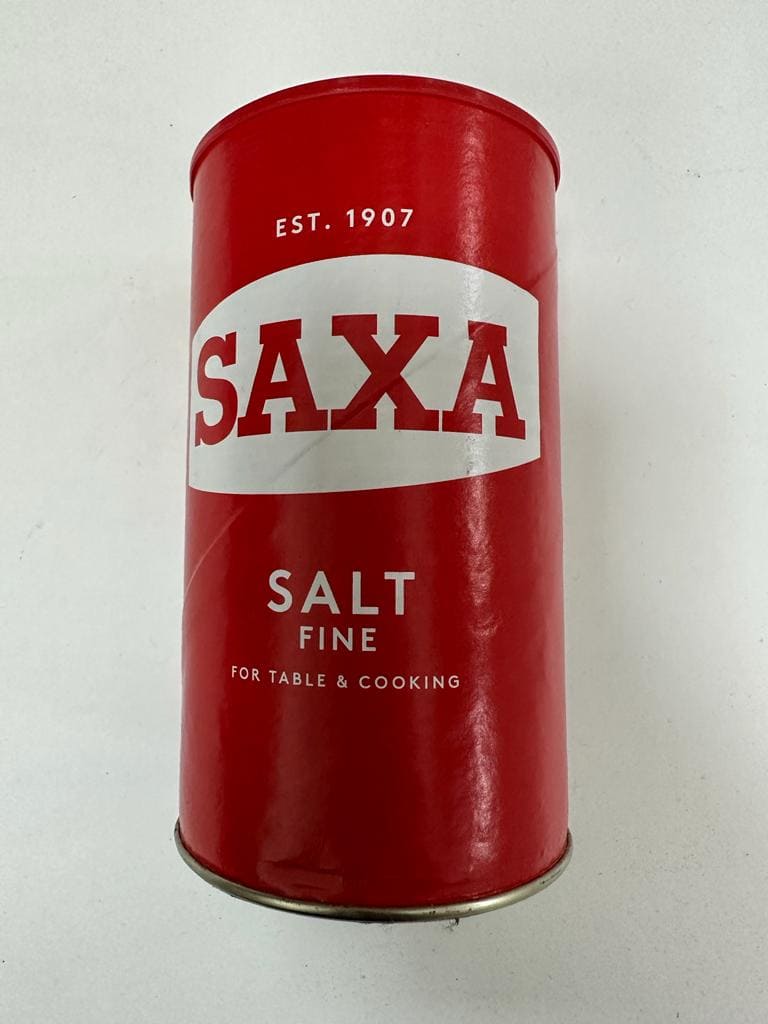 EST. 1907
SAXA
SALT
FINE
FOR TABLE & COOKING